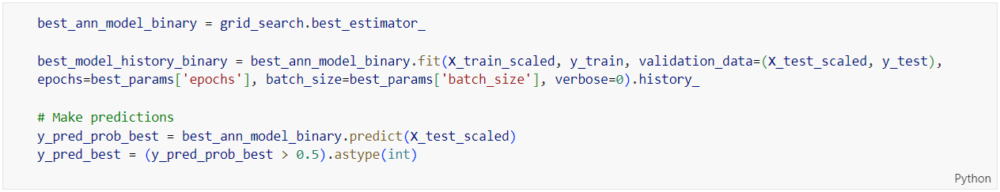 best_ann_model_binary = grid_search.best_estimator_
best_model_history_binary = best_ann_model_binary.fit(X_train_scaled, y_train, validation_data=(X_test_scaled, y_test),
epochs=best_params['epochs'], batch_size=best_params['batch_size'], verbose=0).history_
# Make predictions
y_pred_prob_best = best_ann_model_binary.predict(X_test_scaled)
y_pred_best = (y_pred_prob_best > 0.5).astype(int)
Python